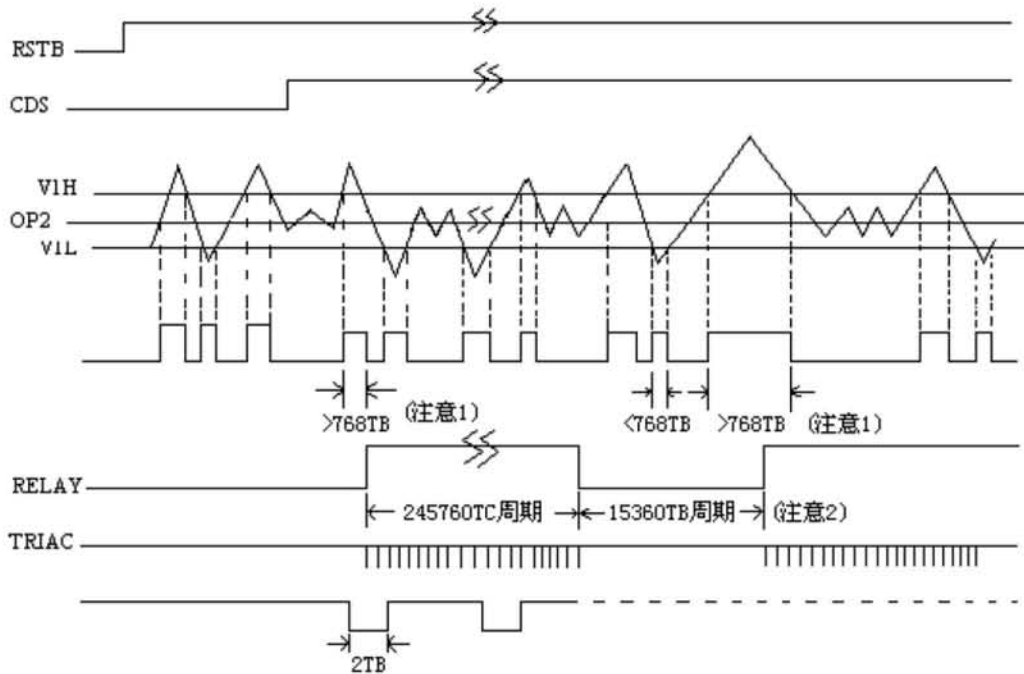 RSTB
CDS
V1H
OP2
V1L
>768TB
(注意1)
<768TB
>768TB
(注意1)
RELAY
245760TC周期
15360TB周期
(注意2)
TRIAC
2TB